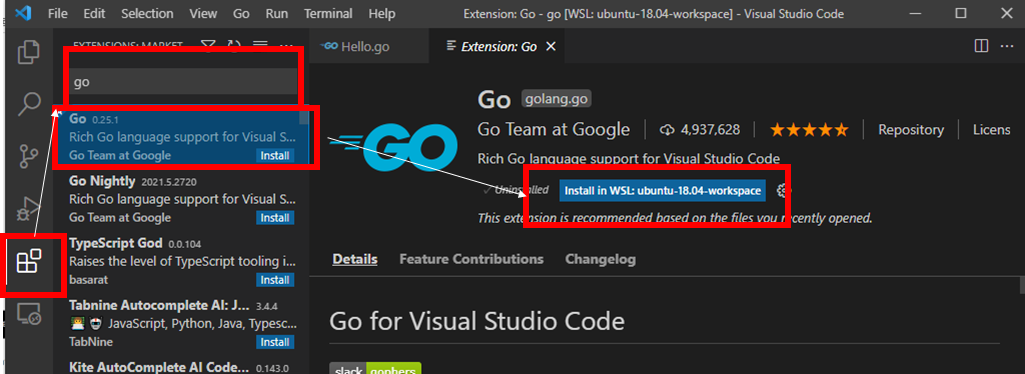 File Edit Selection View Go Run Terminal Help Extension: Go - go [WSL: ubuntu-18.04-workspace] - Visual Studio Code
EXTENSIONS: MARKET...
go
Go 0.25.1
Rich Go language support for Visual S...
Go Team at Google Install
Go Nightly 2021.5.2720
Rich Go language support for Visual S...
Go Team at Google Install
TypeScript God 0.0.104
Raises the level of TypeScript tooling i...
basarat Install
Tabnine Autocomplete AI: J... 3.4.4
JavaScript, Python, Java, Typesc...
TabNine Install
Kite AutoComplete AI Code... 0.143.0
Hello.go Extension: Go
GO
Go golang.go
Go Team at Google 4,937,628 Repository Licens
Rich Go language support for Visual Studio Code
Uninstalled Install in WSL: ubuntu-18.04-workspace
This extension is recommended based on the files you recently opened.
Details Feature Contributions Changelog
Go for Visual Studio Code
slack gophers